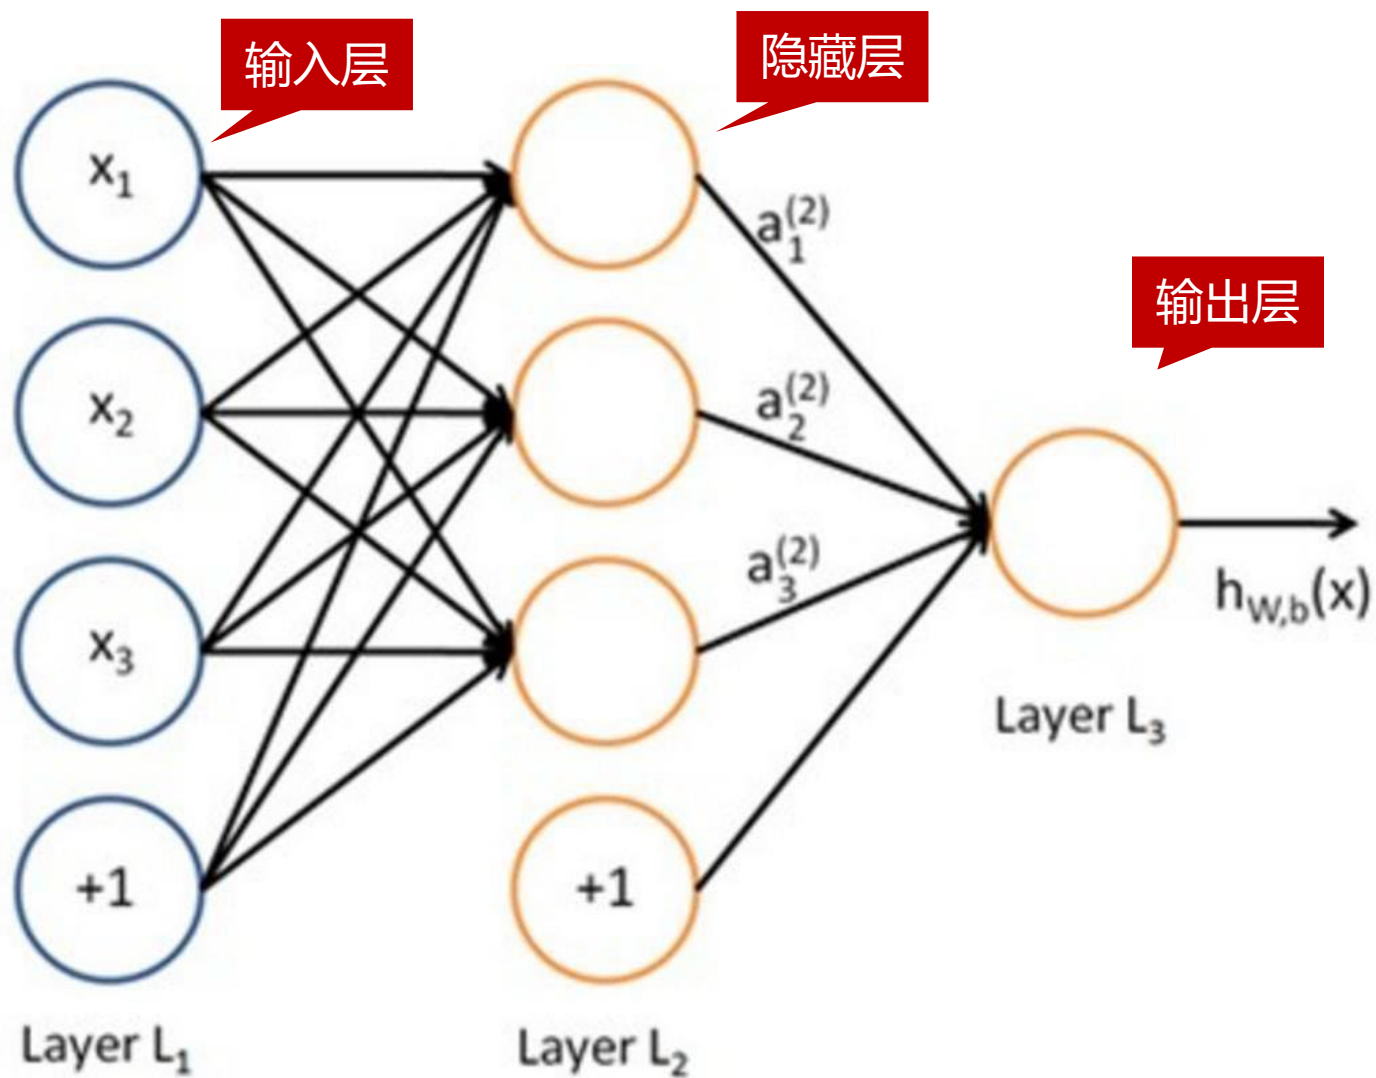 输入层
隐藏层
输出层
x₁
x₂
x₃
+1
+1
a₁⁽²⁾
a₂⁽²⁾
a₃⁽²⁾
h_W,b(x)
Layer L₁
Layer L₂
Layer L₃